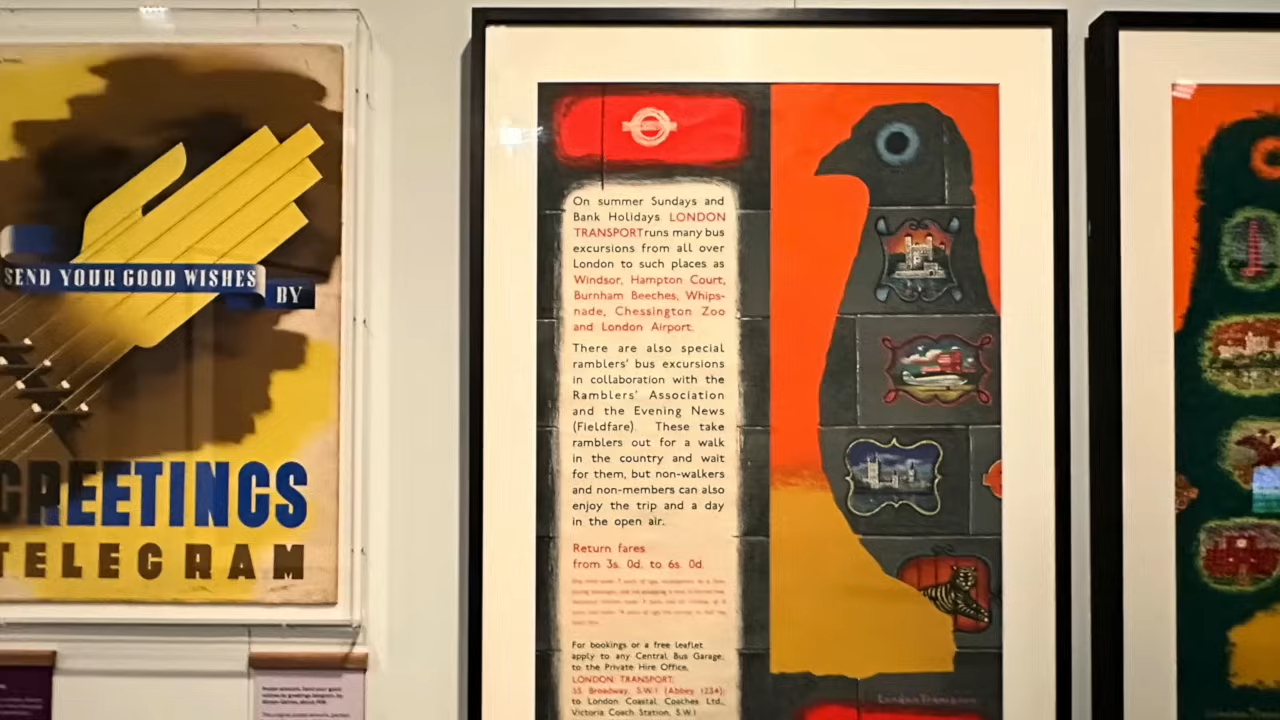 SEND YOUR GOOD WISHES
BY
GREETINGS
TELEGRAM
On summer Sundays and
Bank Holidays LONDON
TRANSPORT runs many bus
excursions from all over
London to such places as
Windsor, Hampton Court,
Burnham Beeches, Whips-
nade, Chessington Zoo
and London Airport.
There are also special
ramblers' bus excursions
in collaboration with the
Ramblers' Association
and the Evening News
(Fieldfare). These take
ramblers out for a walk
in the country and wait
for them, but non-walkers
and non-members can also
enjoy the trip and a day
in the open air.
Return fares
from 3s. 0d. to 6s. 0d.
For bookings or a free leaflet
apply to any Central Bus Garage;
to the Private Hire Office,
LONDON TRANSPORT,
55, Broadway, S.W.1 (Abbey 1234);
to London Coastal Coaches Ltd.,
Victoria Coach Station, S.W.1
London Transport